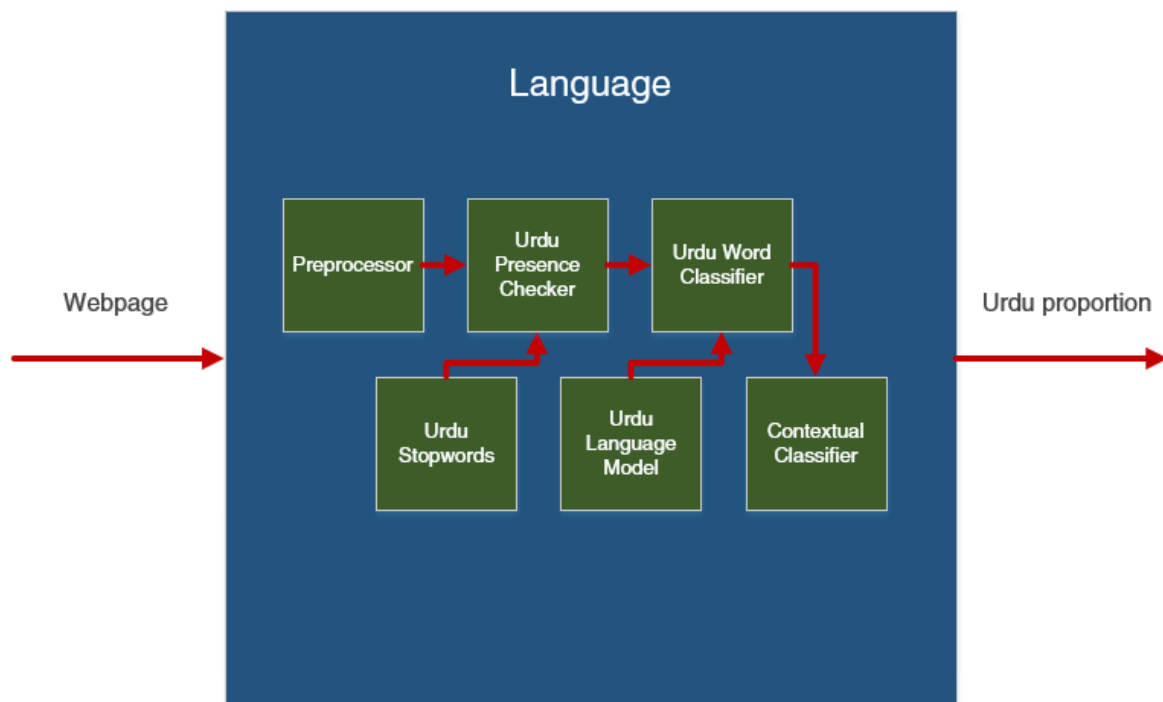 Language
Preprocessor
Urdu
Presence
Checker
Urdu Word
Classifier
Webpage
Urdu proportion
Urdu
Stopwords
Urdu
Language
Model
Contextual
Classifier